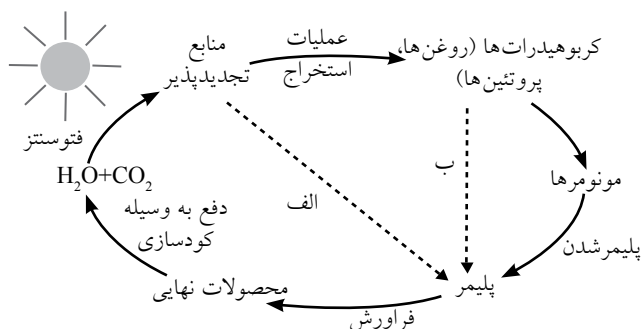 منابع
تجدیدپذیر
عملیات
استخراج
کربوهیدرات‌ها (روغن‌ها،
پروتئین‌ها)
فتوسنتز
H₂O+CO₂
دفع به وسیله
کودسازی
الف
ب
مونومرها
پلیمرشدن
پلیمر
فراورش
محصولات نهایی